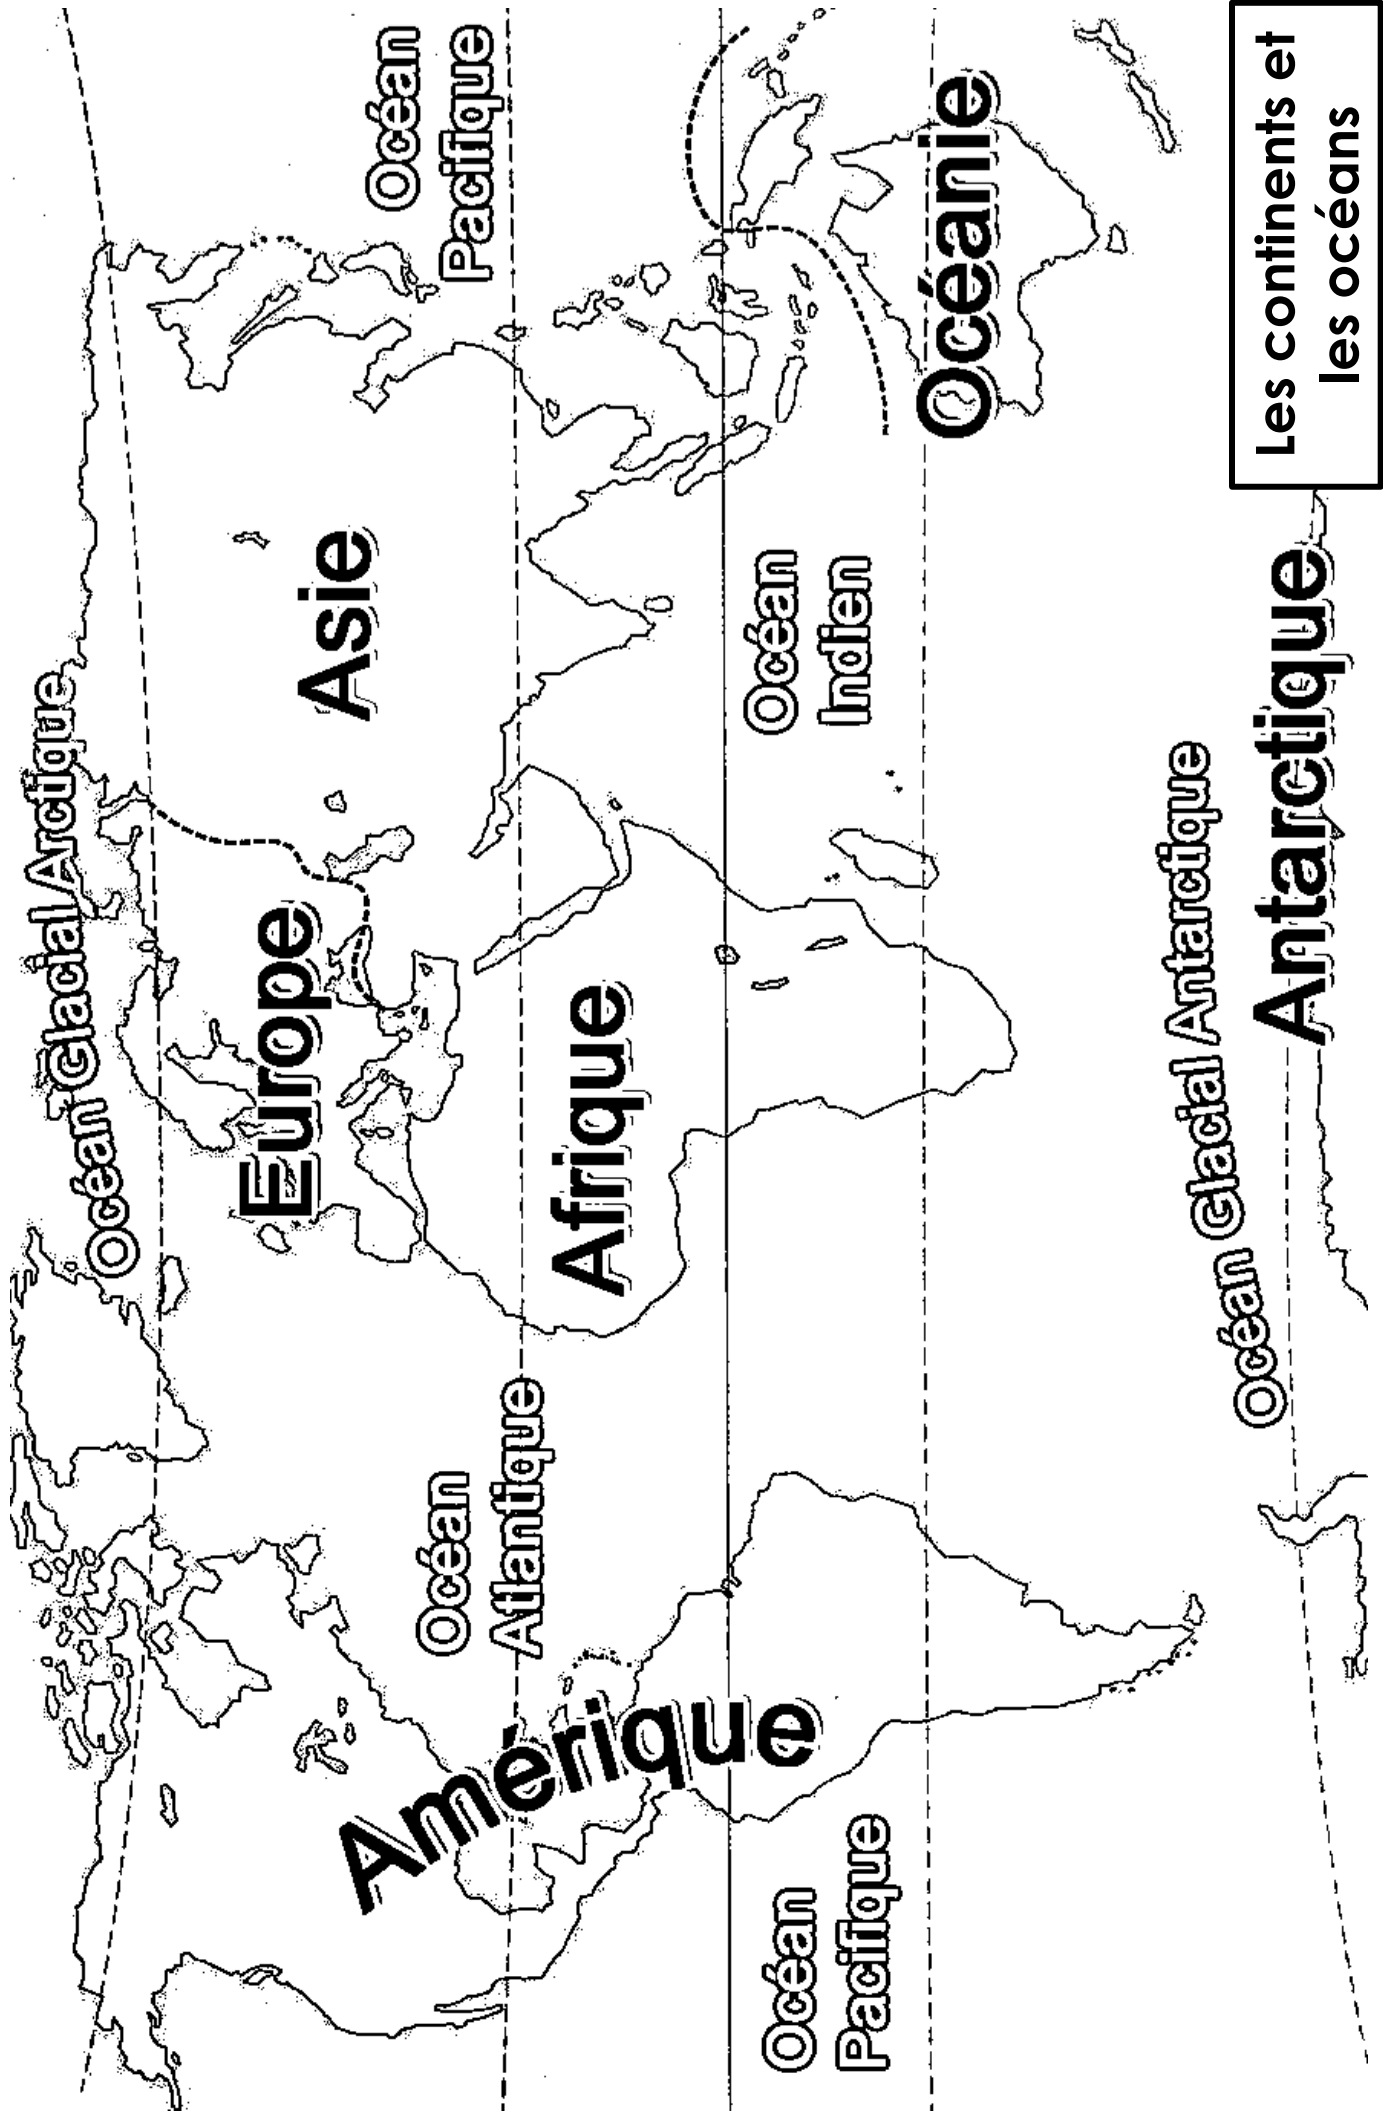 Les continents et
les océans
Océan Glacial Arctique
Europe
Asie
Océan
Pacifique
Amérique
Océan
Atlantique
Afrique
Océan
Indien
Océan
Pacifique
Océanie
Océan Glacial Antarctique
Antarctique